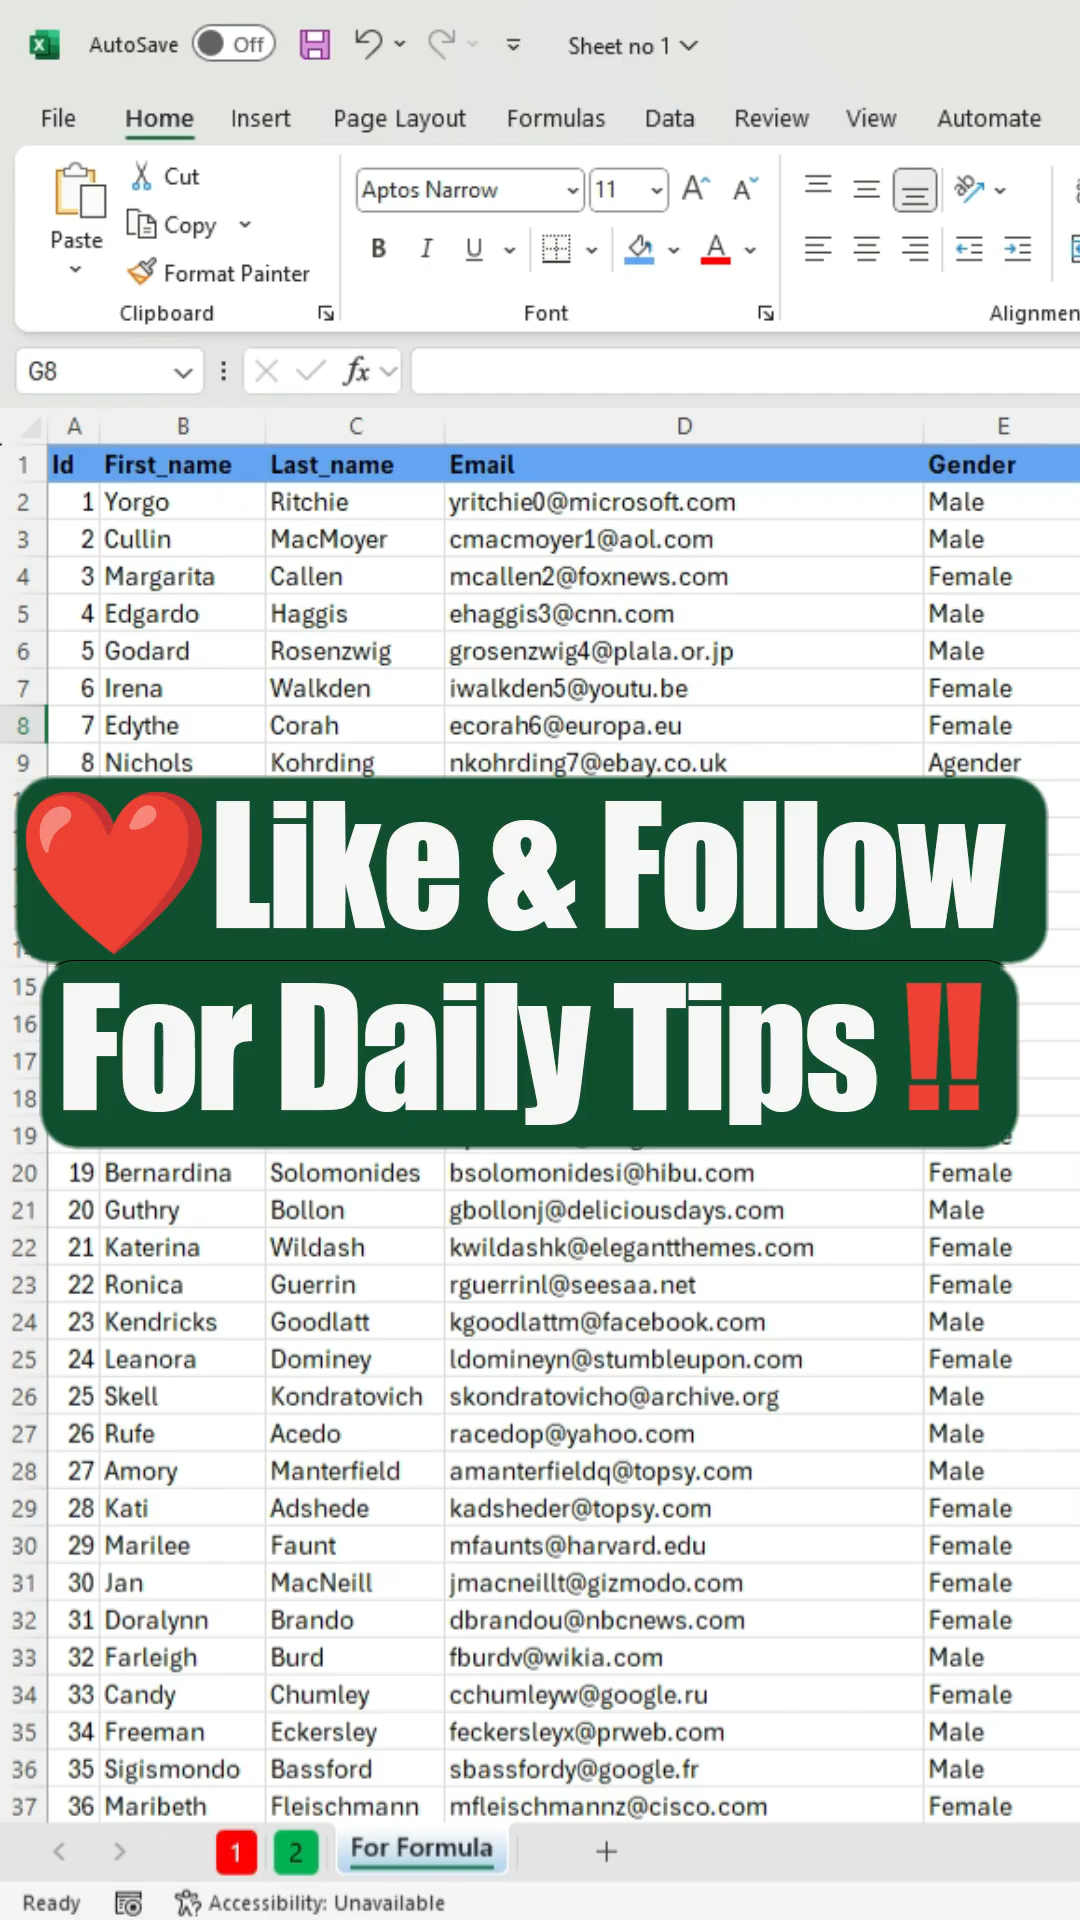 AutoSave Off Sheet no 1
File Home Insert Page Layout Formulas Data Review View Automate
Cut
Aptos Narrow 11
Copy
Paste
B I U A
Format Painter
Clipboard Font
G8 fx
A B C D E
1 Id First_name Last_name Email Gender
2 1 Yorgo Ritchie yritchie0@microsoft.com Male
3 2 Cullin MacMoyer cmacmoyer1@aol.com Male
4 3 Margarita Callen mcallen2@foxnews.com Female
5 4 Edgardo Haggis ehaggis3@cnn.com Male
6 5 Godard Rosenzwig grosenzwig4@plala.or.jp Male
7 6 Irena Walkden iwalkden5@youtu.be Female
8 7 Edythe Corah ecorah6@europa.eu Female
9 8 Nichols Kohrding nkohrding7@ebay.co.uk Agender
❤️Like & Follow
For Daily Tips‼️
15
16
17
18
19
20 19 Bernardina Solomonides bsolomonidesi@hibu.com Female
21 20 Guthry Bollon gbollonj@deliciousdays.com Male
22 21 Katerina Wildash kwildashk@elegantthemes.com Female
23 22 Ronica Guerrin rguerrinl@seesaa.net Female
24 23 Kendricks Goodlatt kgoodlattm@facebook.com Male
25 24 Leanora Dominey ldomineyn@stumbleupon.com Female
26 25 Skell Kondratovich skondratovicho@archive.org Male
27 26 Rufe Acedo racedop@yahoo.com Male
28 27 Amory Manterfield amanterfieldq@topsy.com Male
29 28 Kati Adshede kadsheder@topsy.com Female
30 29 Marilee Faunt mfaunts@harvard.edu Female
31 30 Jan MacNeill jmacneillt@gizmodo.com Female
32 31 Doralynn Brando dbrandou@nbcnews.com Female
33 32 Farleigh Burd fburdv@wikia.com Male
34 33 Candy Chumley cchumleyw@google.ru Female
35 34 Freeman Eckersley feckersleyx@prweb.com Male
36 35 Sigismondo Bassford sbassfordy@google.fr Male
37 36 Maribeth Fleischmann mfleischmannz@cisco.com Female
1 2 For Formula
Ready Accessibility: Unavailable